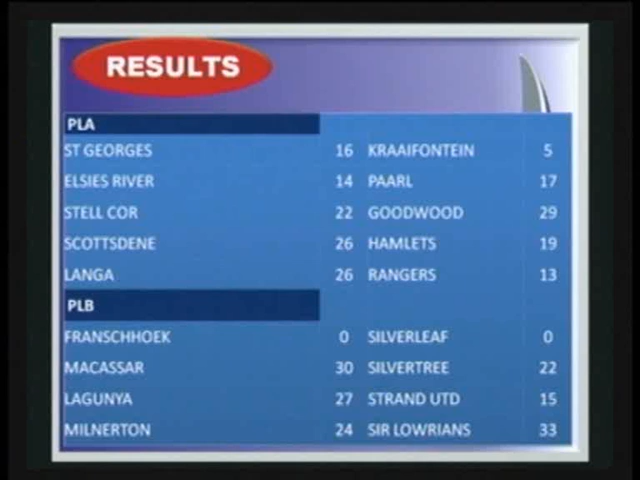 RESULTS
PLA
ST GEORGES 16 KRAAIFONTEIN 5
ELSIES RIVER 14 PAARL 17
STELL COR 22 GOODWOOD 29
SCOTTSDENE 26 HAMLETS 19
LANGA 26 RANGERS 13
PLB
FRANSCHHOEK 0 SILVERLEAF 0
MACASSAR 30 SILVERTREE 22
LAGUNYA 27 STRAND UTD 15
MILNERTON 24 SIR LOWRIANS 33